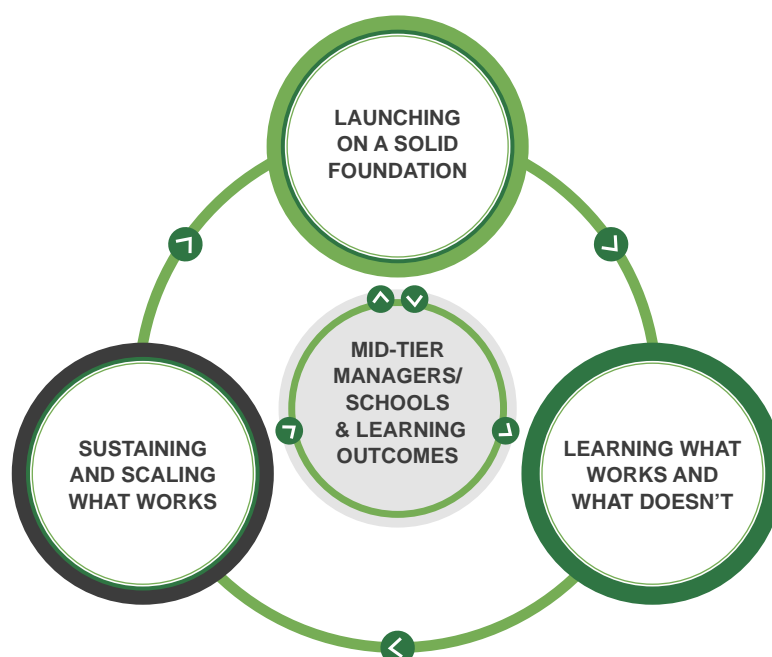 LAUNCHING
ON A SOLID
FOUNDATION
MID-TIER
MANAGERS/
SCHOOLS
& LEARNING
OUTCOMES
SUSTAINING
AND SCALING
WHAT WORKS
LEARNING WHAT
WORKS AND
WHAT DOESN’T